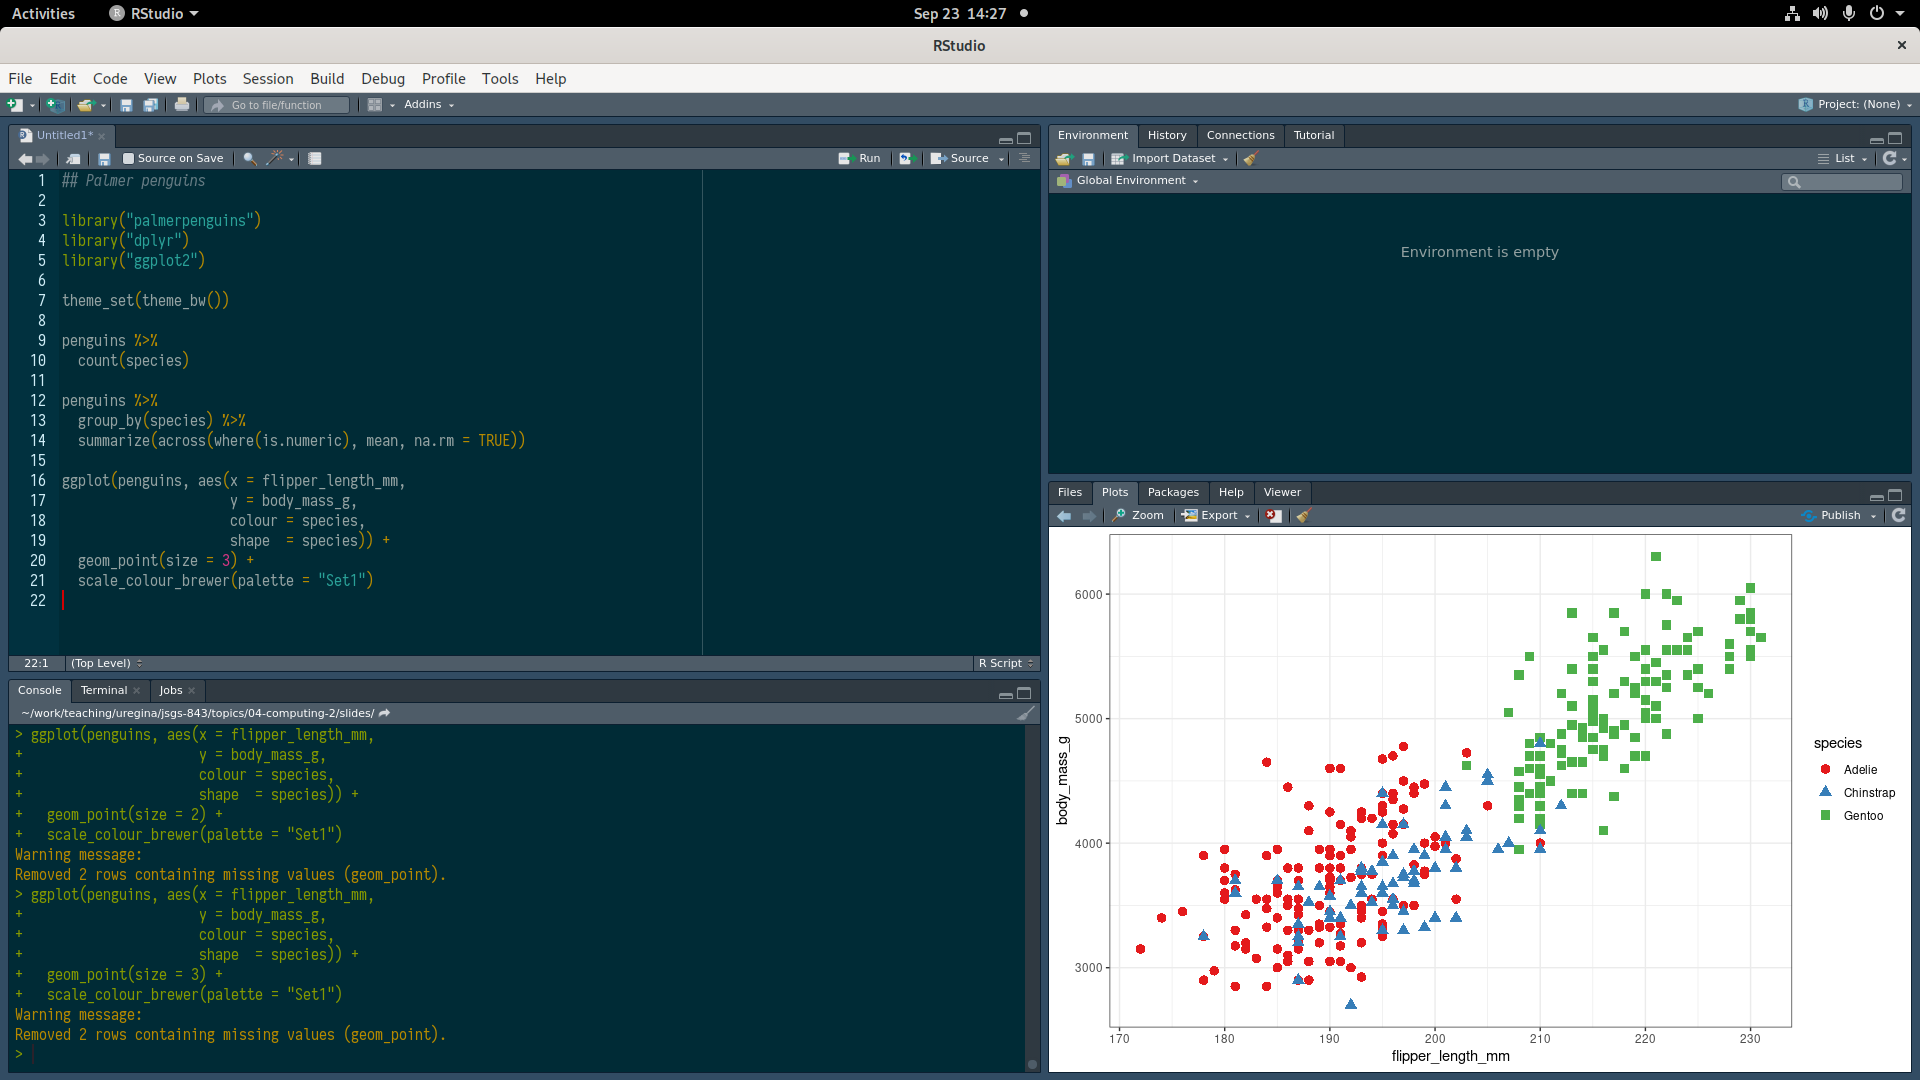 Activities RStudio Sep 23 14:27
RStudio
File Edit Code View Plots Session Build Debug Profile Tools Help
Go to file/function Addins Project: (None)
Untitled1*
Source on Save Run Source
1 ## Palmer penguins
2
3 library("palmerpenguins")
4 library("dplyr")
5 library("ggplot2")
6
7 theme_set(theme_bw())
8
9 penguins %>%
10 count(species)
11
12 penguins %>%
13 group_by(species) %>%
14 summarize(across(where(is.numeric), mean, na.rm = TRUE))
15
16 ggplot(penguins, aes(x = flipper_length_mm,
17 y = body_mass_g,
18 colour = species,
19 shape  = species)) +
20 geom_point(size = 3) +
21 scale_colour_brewer(palette = "Set1")
22
22:1 (Top Level) R Script
Console Terminal Jobs
~/work/teaching/uregina/jsgs-843/topics/04-computing-2/slides/
> ggplot(penguins, aes(x = flipper_length_mm,
+ y = body_mass_g,
+ colour = species,
+ shape  = species)) +
+ geom_point(size = 2) +
+ scale_colour_brewer(palette = "Set1")
Warning message:
Removed 2 rows containing missing values (geom_point).
> ggplot(penguins, aes(x = flipper_length_mm,
+ y = body_mass_g,
+ colour = species,
+ shape  = species)) +
+ geom_point(size = 3) +
+ scale_colour_brewer(palette = "Set1")
Warning message:
Removed 2 rows containing missing values (geom_point).
>
Environment History Connections Tutorial
Import Dataset List
Global Environment
Environment is empty
Files Plots Packages Help Viewer
Zoom Export Publish
6000
5000
4000
3000
body_mass_g
170 180 190 200 210 220 230
flipper_length_mm
species
Adelie
Chinstrap
Gentoo